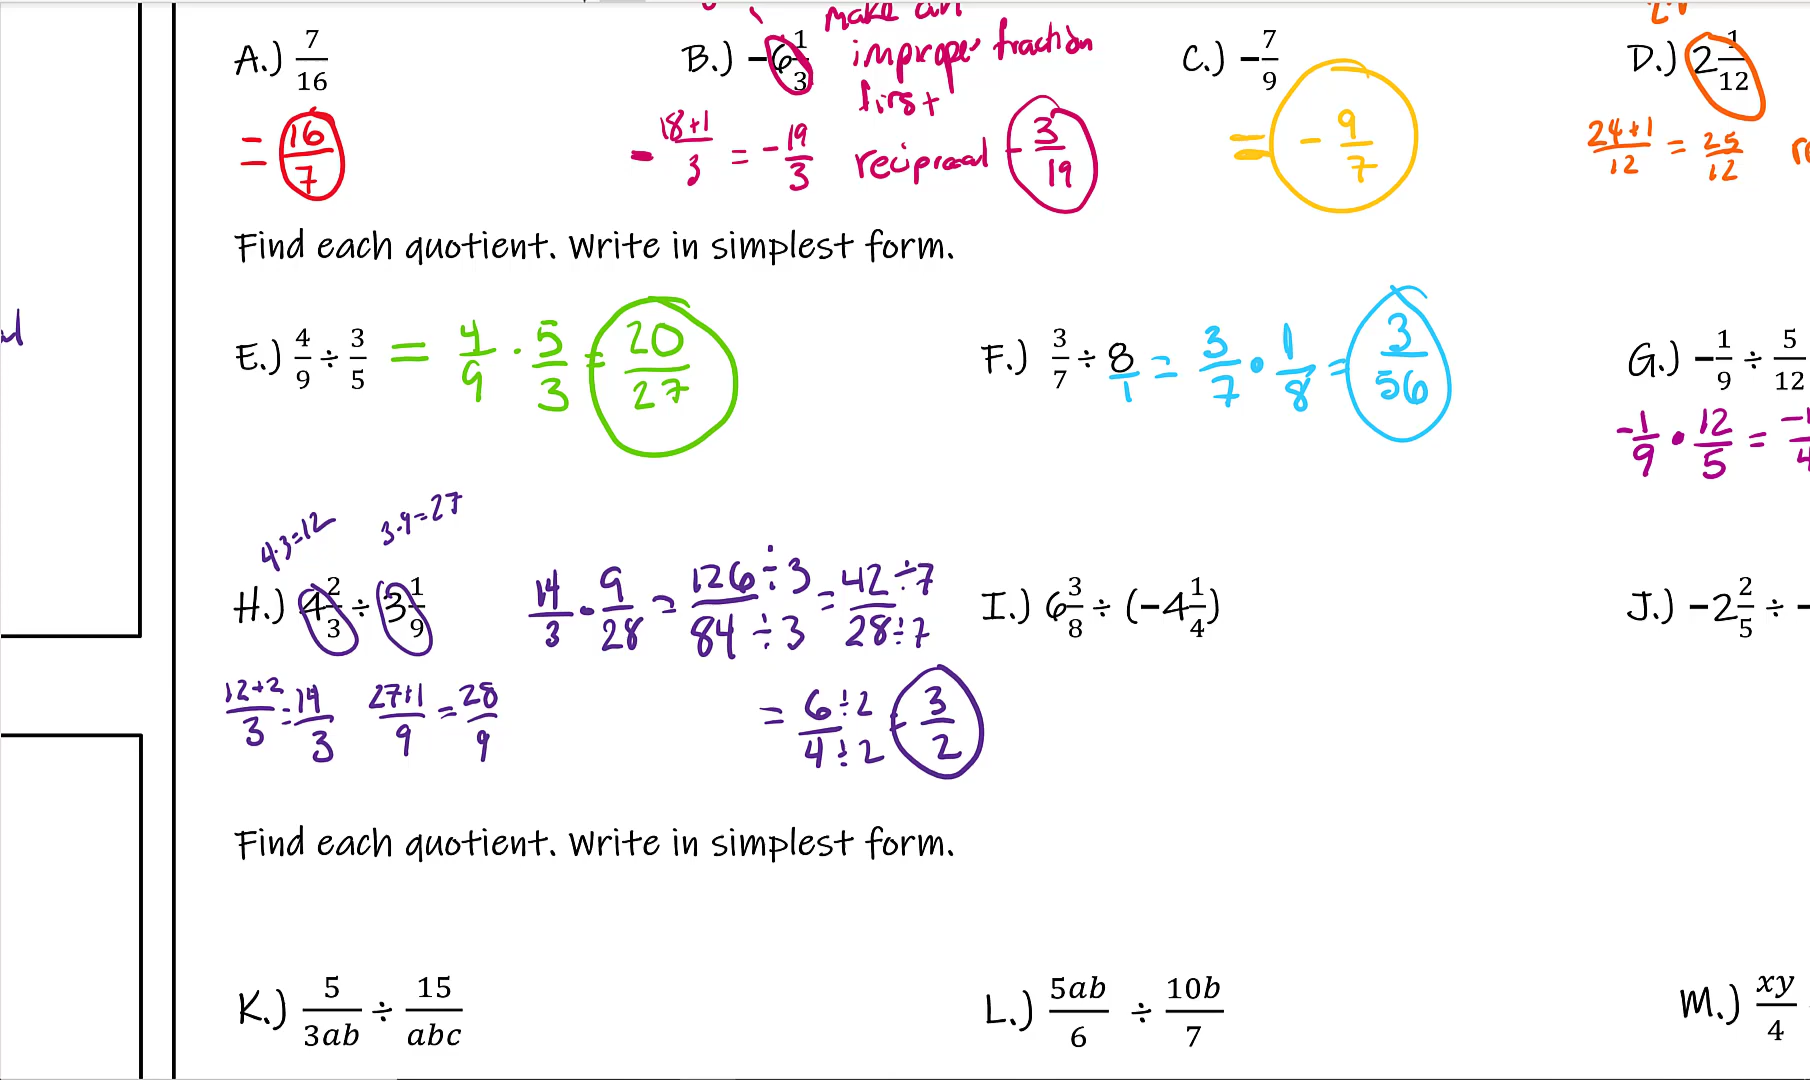 make an
A.) 7/16
B.) -6 1/3
improper fraction
first
C.) -7/9
D.) 2 1/12
= 16/7
- 18+1/3 = - 19/3 reciprocal - 3/19
= - 9/7
24+1/12 = 25/12
Find each quotient. Write in simplest form.
E.) 4/9 ÷ 3/5 = 4/9 · 5/3 = 20/27
F.) 3/7 ÷ 8/1 = 3/7 · 1/8 = 3/56
G.) -1/9 ÷ 5/12
-1/9 · 12/5 =
4·3=12 3·9=27
H.) 4 2/3 ÷ 3 1/9 14/3 · 9/28 = 126÷3/84÷3 = 42÷7/28÷7
12+2/3 = 14/3 27+1/9 = 28/9 = 6÷2/4÷2 = 3/2
I.) 6 3/8 ÷ (-4 1/4)
J.) -2 2/5 ÷ -
Find each quotient. Write in simplest form.
K.) 5/3ab ÷ 15/abc
L.) 5ab/6 ÷ 10b/7
M.) xy/4